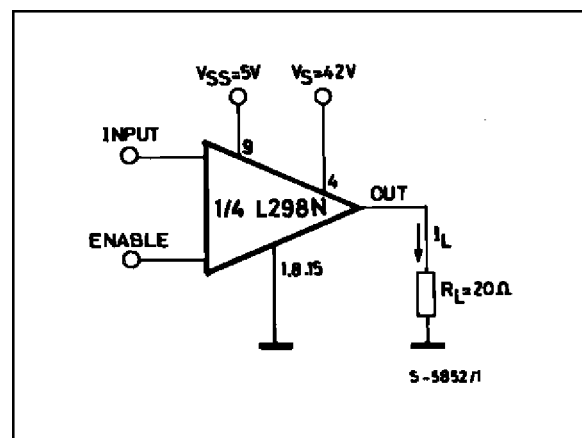 VSS=5V VS=42V
INPUT
9
4
OUT
1/4 L298N
IL
ENABLE
1.8.15
RL=20Ω
S-5852/1